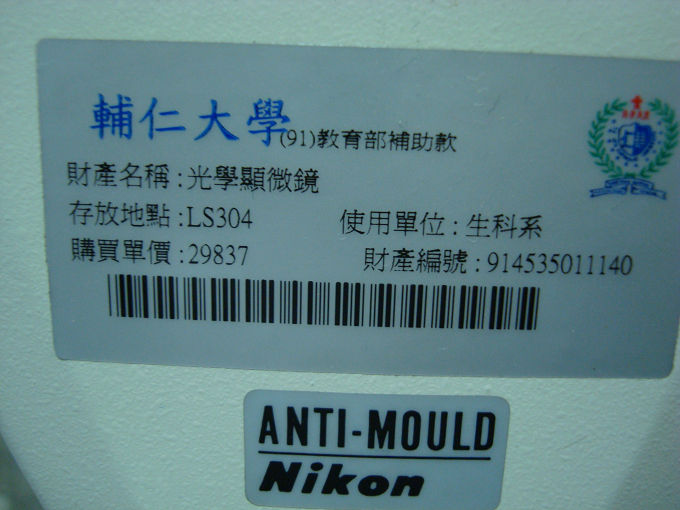 輔仁大學(91)教育部補助款
財產名稱:光學顯微鏡
存放地點:LS304 使用單位:生科系
購買單價:29837 財產編號:914535011140
ANTI-MOULD
Nikon